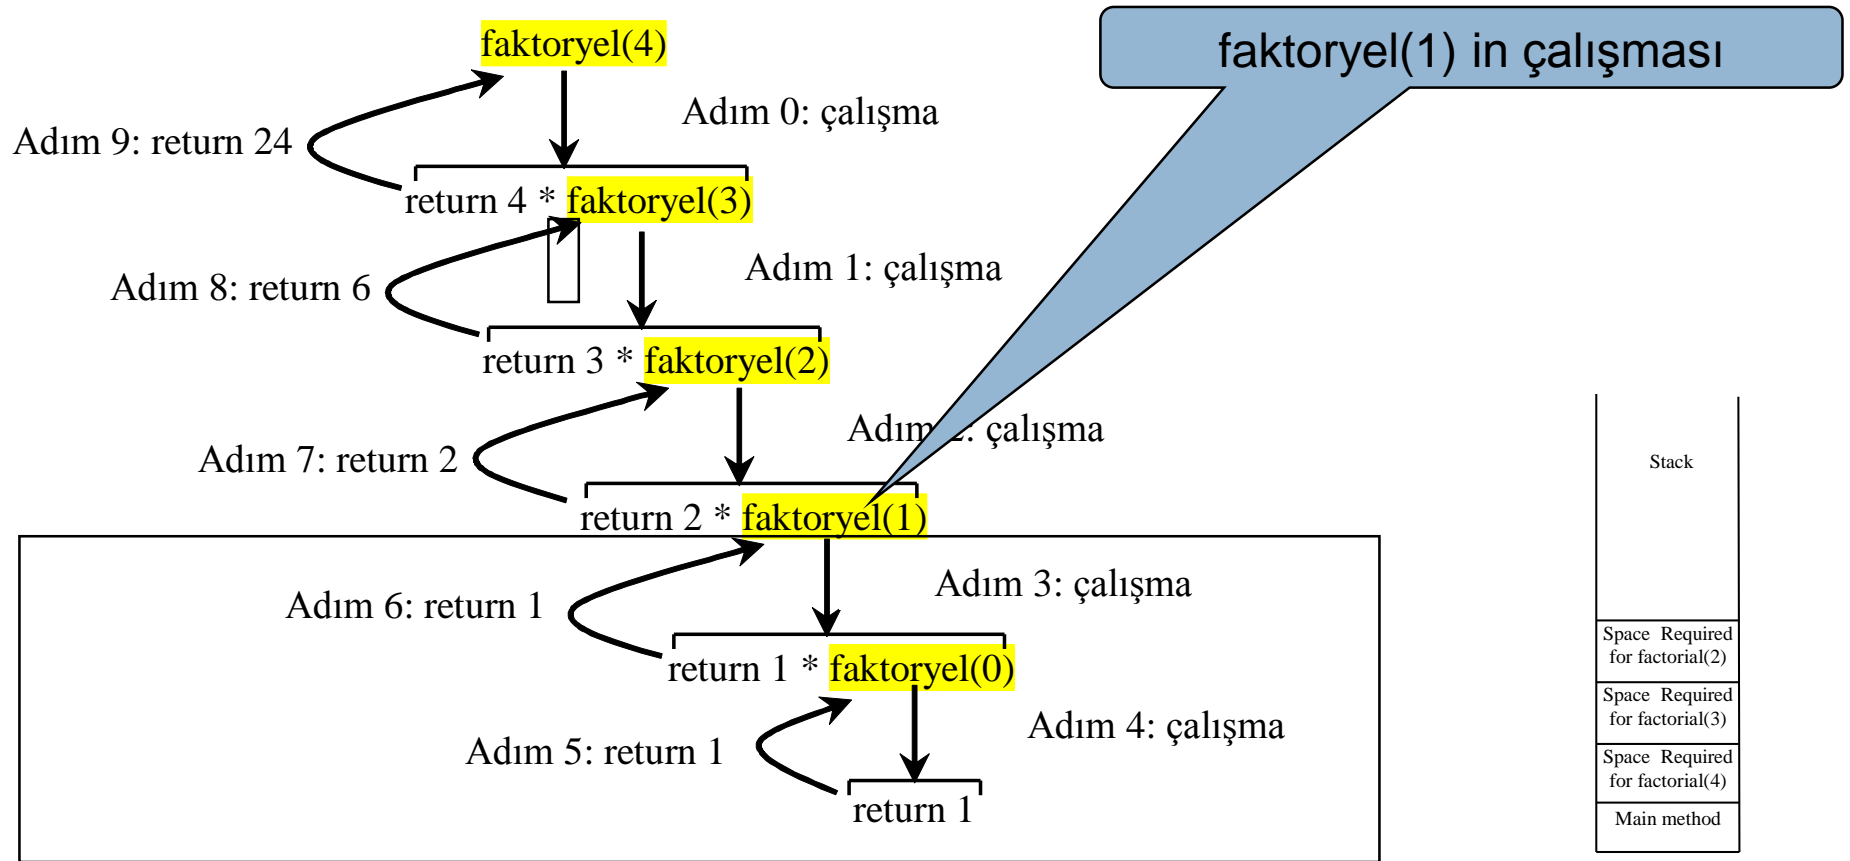 faktoryel(4)
faktoryel(1) in çalışması
Adım 0: çalışma
Adım 9: return 24
return 4 * faktoryel(3)
Adım 1: çalışma
Adım 8: return 6
return 3 * faktoryel(2)
Adım 2: çalışma
Adım 7: return 2
return 2 * faktoryel(1)
Adım 3: çalışma
Adım 6: return 1
return 1 * faktoryel(0)
Adım 4: çalışma
Adım 5: return 1
return 1
Stack
Space Required
for factorial(2)
Space Required
for factorial(3)
Space Required
for factorial(4)
Main method